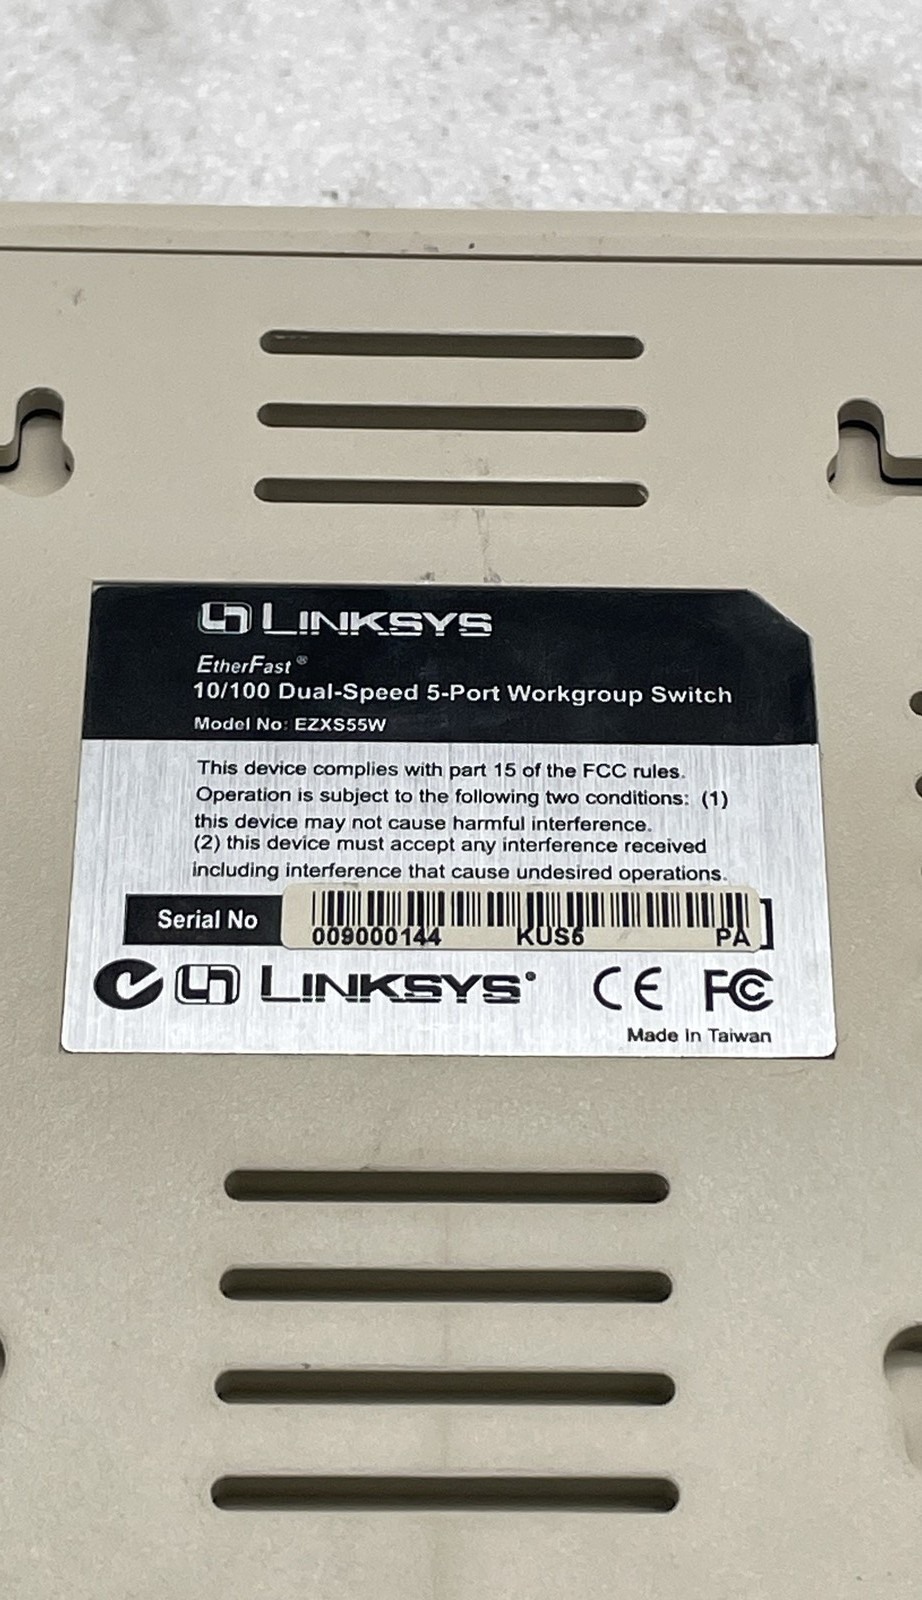 LINKSYS
EtherFast®
10/100 Dual-Speed 5-Port Workgroup Switch
Model No: EZXS55W
This device complies with part 15 of the FCC rules.
Operation is subject to the following two conditions: (1)
this device may not cause harmful interference.
(2) this device must accept any interference received
including interference that cause undesired operations.
Serial No
009000144 KUS6 PA
LINKSYS® CE FC
Made In Taiwan